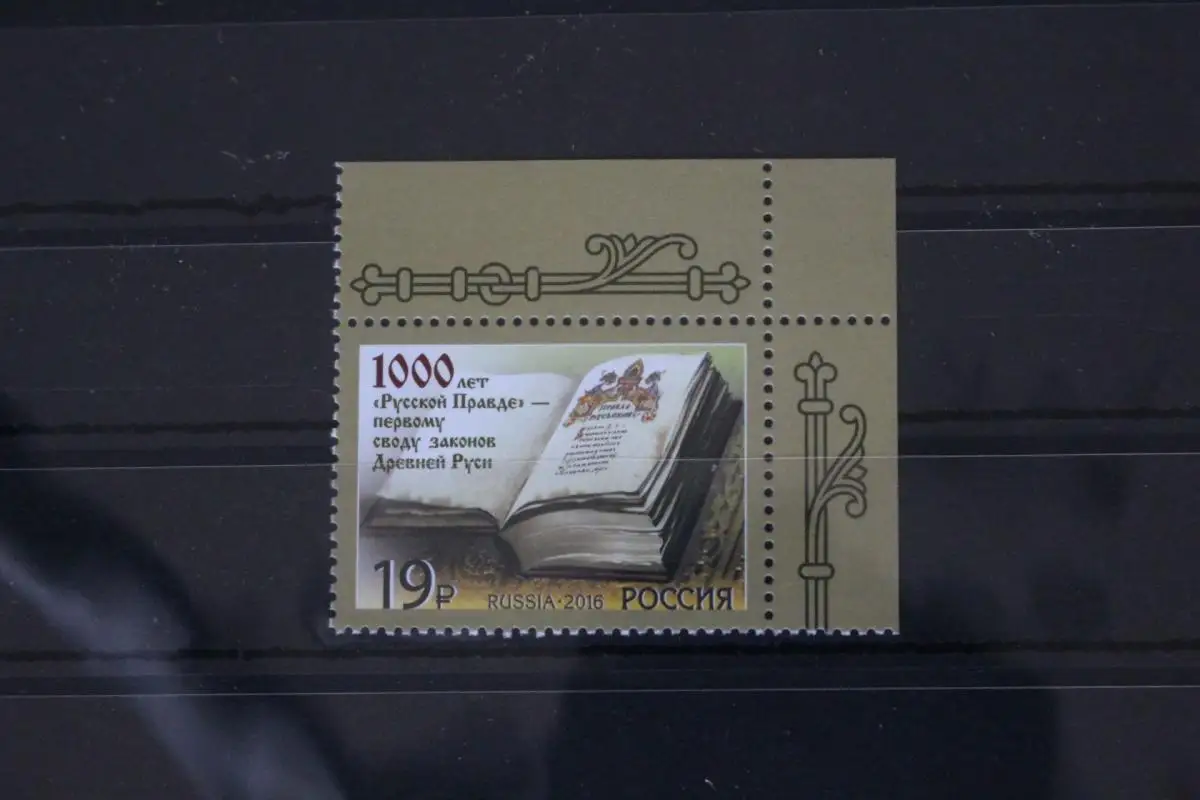 1000 лет
«Русской Правде» —
первому
своду законов
Древней Руси
19₽
RUSSIA·2016 РОССИЯ